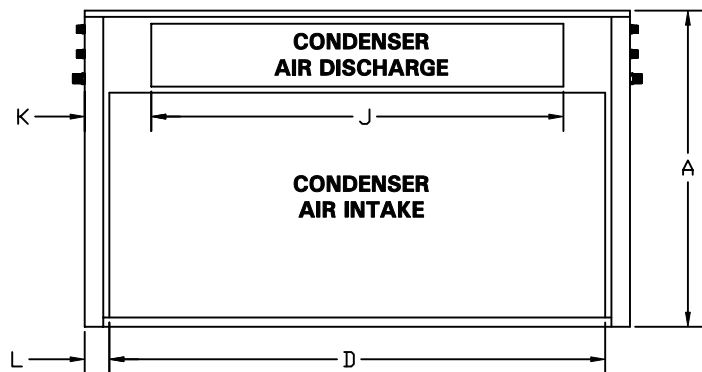 CONDENSER
AIR DISCHARGE
K
J
A
CONDENSER
AIR INTAKE
L
D